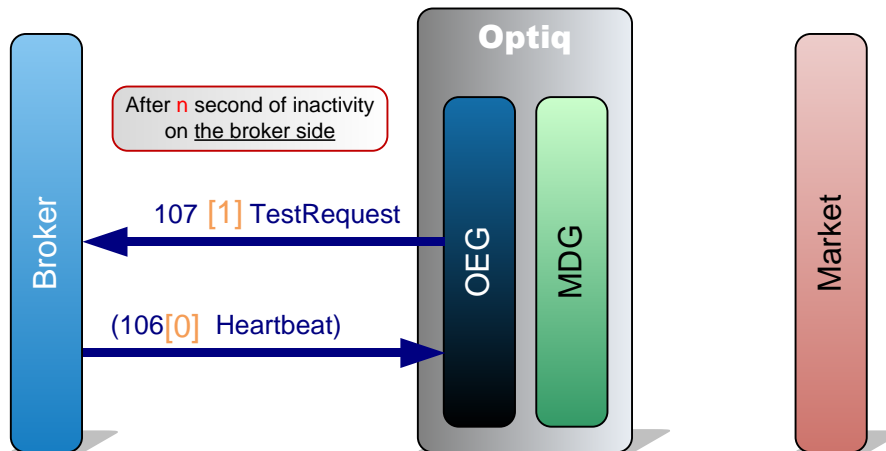 Optiq
After n second of inactivity
on the broker side
107 [1] TestRequest
(106[0] Heartbeat)
Broker
OEG
MDG
Market